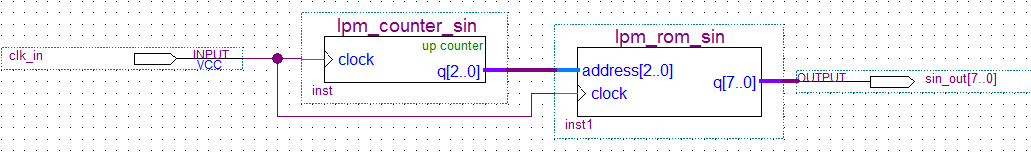 lpm_counter_sin
up counter
clk_in
INPUT
VCC
clock
q[2..0]
inst
lpm_rom_sin
address[2..0]
q[7..0]
clock
inst1
OUTPUT
sin_out[7..0]